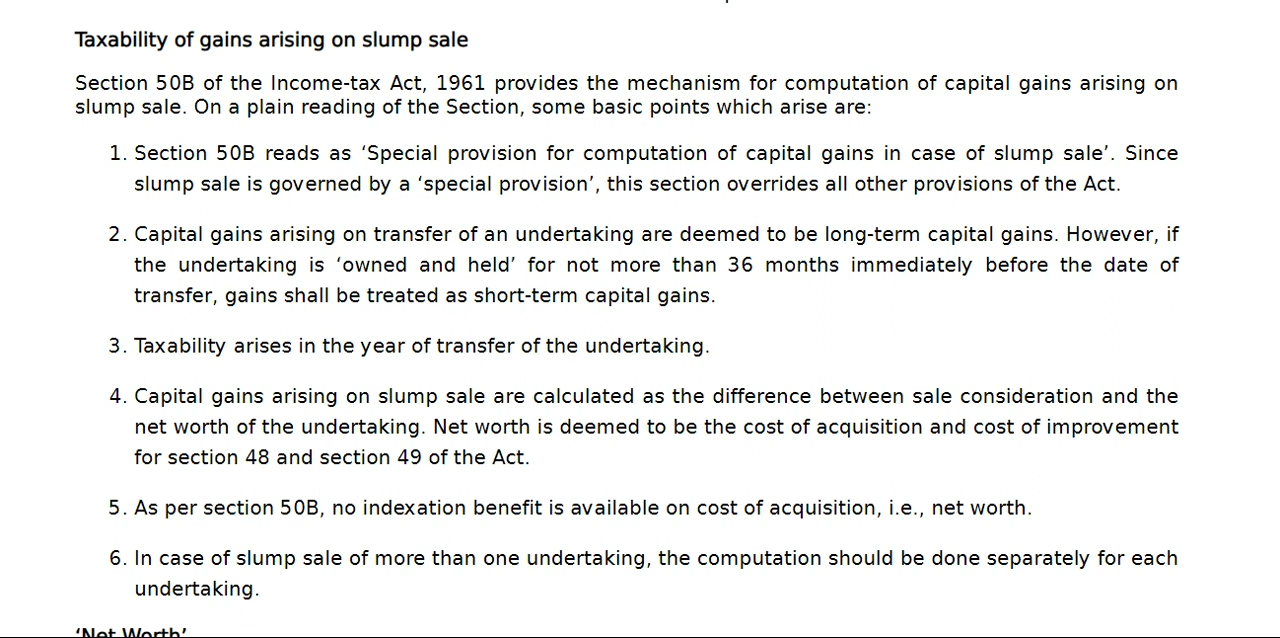 Taxability of gains arising on slump sale
Section 50B of the Income-tax Act, 1961 provides the mechanism for computation of capital gains arising on
slump sale. On a plain reading of the Section, some basic points which arise are:
1. Section 50B reads as ‘Special provision for computation of capital gains in case of slump sale’. Since
slump sale is governed by a ‘special provision’, this section overrides all other provisions of the Act.
2. Capital gains arising on transfer of an undertaking are deemed to be long-term capital gains. However, if
the undertaking is ‘owned and held’ for not more than 36 months immediately before the date of
transfer, gains shall be treated as short-term capital gains.
3. Taxability arises in the year of transfer of the undertaking.
4. Capital gains arising on slump sale are calculated as the difference between sale consideration and the
net worth of the undertaking. Net worth is deemed to be the cost of acquisition and cost of improvement
for section 48 and section 49 of the Act.
5. As per section 50B, no indexation benefit is available on cost of acquisition, i.e., net worth.
6. In case of slump sale of more than one undertaking, the computation should be done separately for each
undertaking.
‘Net Worth’